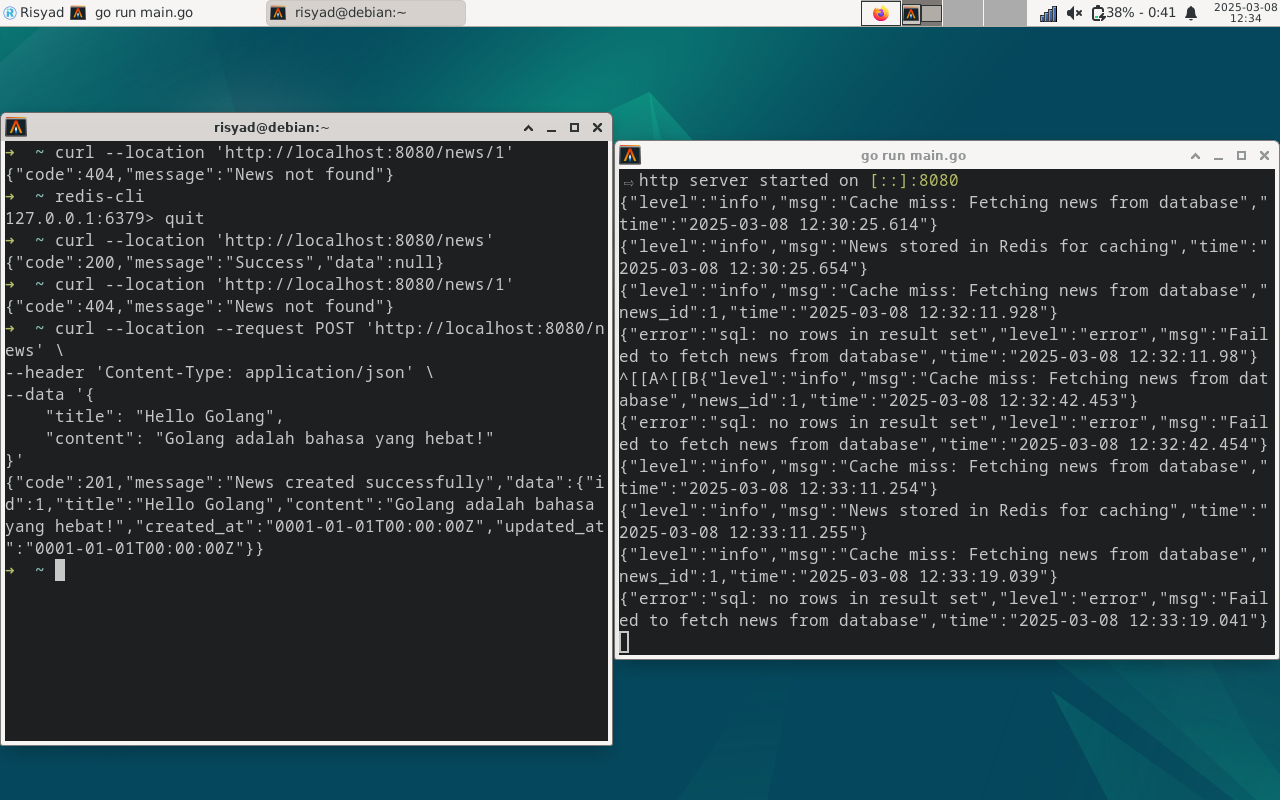 Risyad go run main.go risyad@debian:~ 38% - 0:41 2025-03-08
12:34
risyad@debian:~
➜  ~ curl --location 'http://localhost:8080/news/1'
{"code":404,"message":"News not found"}
➜  ~ redis-cli
127.0.0.1:6379> quit
➜  ~ curl --location 'http://localhost:8080/news'
{"code":200,"message":"Success","data":null}
➜  ~ curl --location 'http://localhost:8080/news/1'
{"code":404,"message":"News not found"}
➜  ~ curl --location --request POST 'http://localhost:8080/n
ews' \
--header 'Content-Type: application/json' \
--data '{
    "title": "Hello Golang",
    "content": "Golang adalah bahasa yang hebat!"
}'
{"code":201,"message":"News created successfully","data":{"i
d":1,"title":"Hello Golang","content":"Golang adalah bahasa
yang hebat!","created_at":"0001-01-01T00:00:00Z","updated_at
":"0001-01-01T00:00:00Z"}}
➜  ~
go run main.go
⇨ http server started on [::]:8080
{"level":"info","msg":"Cache miss: Fetching news from database","
time":"2025-03-08 12:30:25.614"}
{"level":"info","msg":"News stored in Redis for caching","time":"
2025-03-08 12:30:25.654"}
{"level":"info","msg":"Cache miss: Fetching news from database","
news_id":1,"time":"2025-03-08 12:32:11.928"}
{"error":"sql: no rows in result set","level":"error","msg":"Fail
ed to fetch news from database","time":"2025-03-08 12:32:11.98"}
^[[A^[[B{"level":"info","msg":"Cache miss: Fetching news from dat
abase","news_id":1,"time":"2025-03-08 12:32:42.453"}
{"error":"sql: no rows in result set","level":"error","msg":"Fail
ed to fetch news from database","time":"2025-03-08 12:32:42.454"}
{"level":"info","msg":"Cache miss: Fetching news from database","
time":"2025-03-08 12:33:11.254"}
{"level":"info","msg":"News stored in Redis for caching","time":"
2025-03-08 12:33:11.255"}
{"level":"info","msg":"Cache miss: Fetching news from database","
news_id":1,"time":"2025-03-08 12:33:19.039"}
{"error":"sql: no rows in result set","level":"error","msg":"Fail
ed to fetch news from database","time":"2025-03-08 12:33:19.041"}